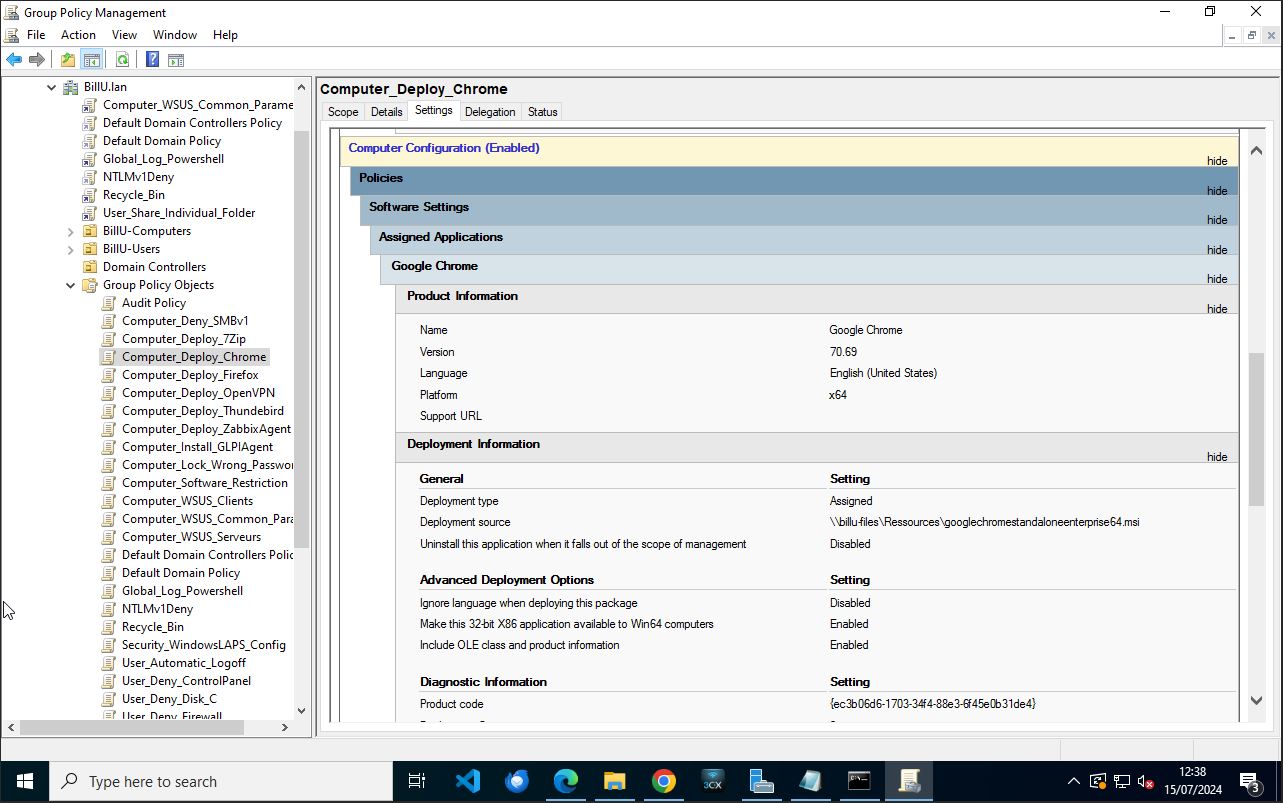 Group Policy Management
File Action View Window Help
BillU.lan
Computer_WSUS_Common_Parame
Default Domain Controllers Policy
Default Domain Policy
Global_Log_Powershell
NTLMv1Deny
Recycle_Bin
User_Share_Individual_Folder
BillU-Computers
BillU-Users
Domain Controllers
Group Policy Objects
Audit Policy
Computer_Deny_SMBv1
Computer_Deploy_7Zip
Computer_Deploy_Chrome
Computer_Deploy_Firefox
Computer_Deploy_OpenVPN
Computer_Deploy_Thundebird
Computer_Deploy_ZabbixAgent
Computer_Install_GLPIAgent
Computer_Lock_Wrong_Passwor
Computer_Software_Restriction
Computer_WSUS_Clients
Computer_WSUS_Common_Para
Computer_WSUS_Serveurs
Default Domain Controllers Polic
Default Domain Policy
Global_Log_Powershell
NTLMv1Deny
Recycle_Bin
Security_WindowsLAPS_Config
User_Automatic_Logoff
User_Deny_ControlPanel
User_Deny_Disk_C
User_Deny_Firewall
Computer_Deploy_Chrome
Scope Details Settings Delegation Status
Computer Configuration (Enabled)
hide
Policies
hide
Software Settings
hide
Assigned Applications
hide
Google Chrome
hide
Product Information
hide
Name Google Chrome
Version 70.69
Language English (United States)
Platform x64
Support URL
Deployment Information
hide
General Setting
Deployment type Assigned
Deployment source \\billu-files\Ressources\googlechromestandaloneenterprise64.msi
Uninstall this application when it falls out of the scope of management Disabled
Advanced Deployment Options Setting
Ignore language when deploying this package Disabled
Make this 32-bit X86 application available to Win64 computers Enabled
Include OLE class and product information Enabled
Diagnostic Information Setting
Product code {ec3b06d6-1703-34f4-88e3-6f45e0b31de4}
Type here to search
3CX
12:38
15/07/2024
3